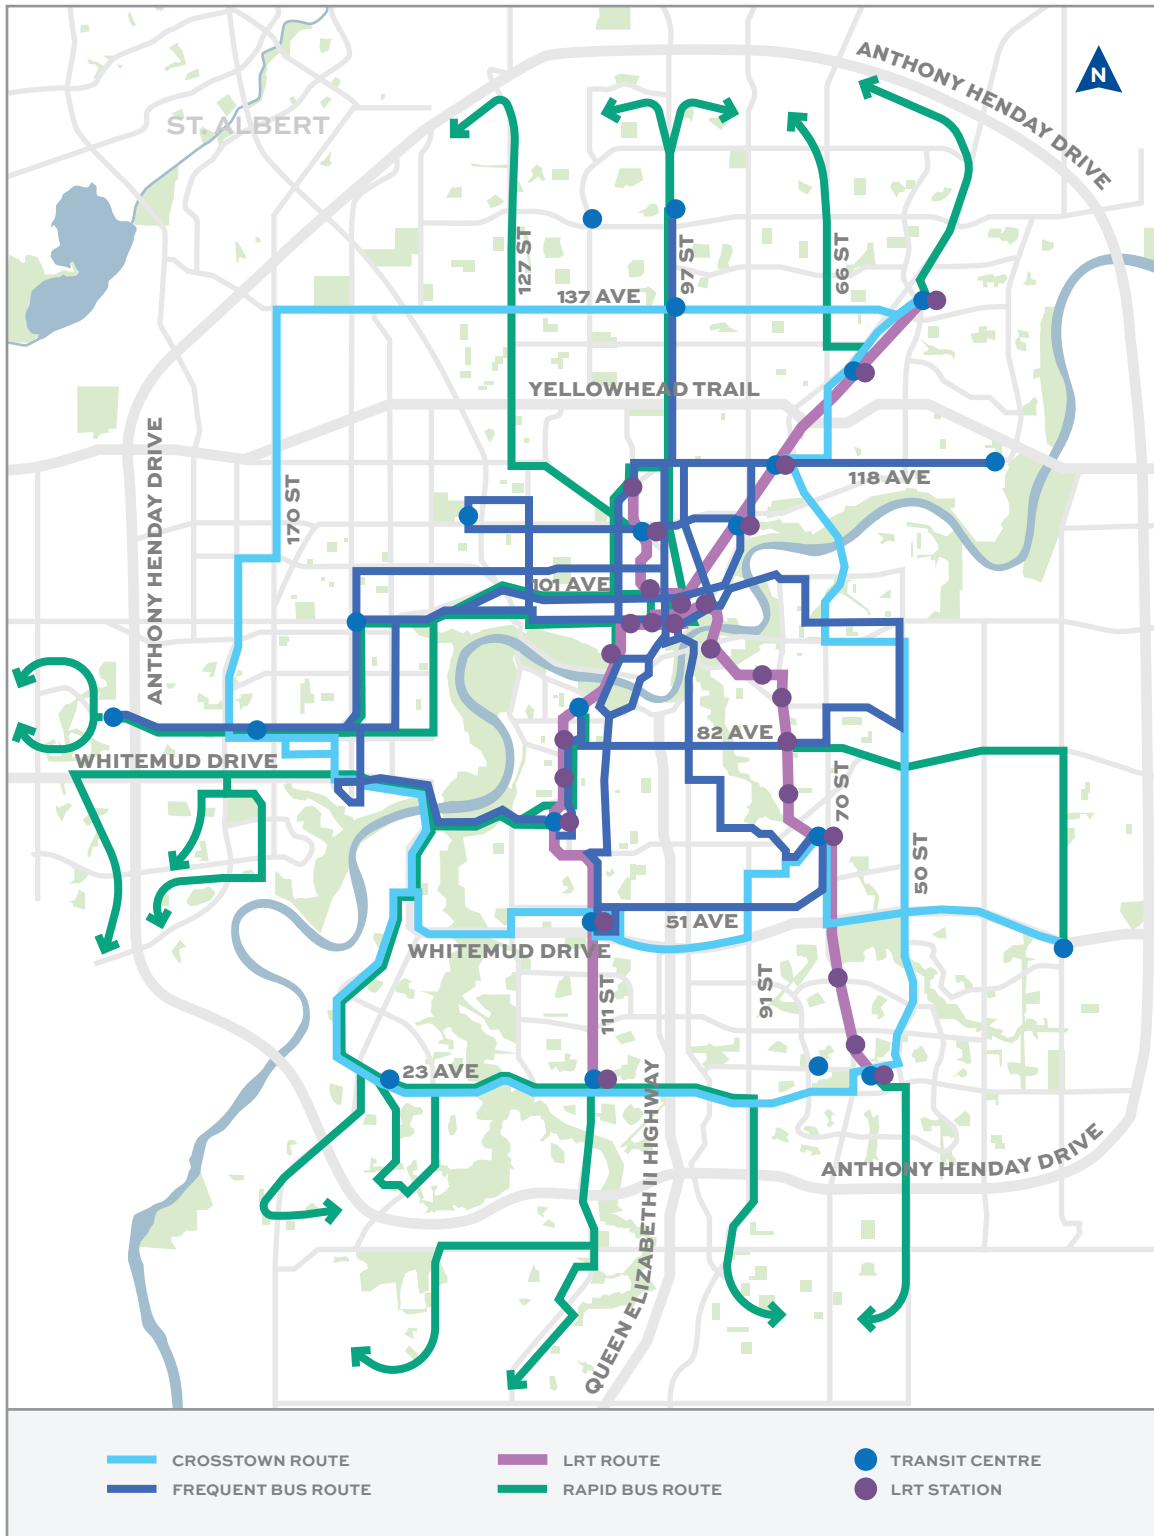 ANTHONY HENDAY DRIVE
N
ST. ALBERT
127 ST
97 ST
66 ST
137 AVE
YELLOWHEAD TRAIL
ANTHONY HENDAY DRIVE
170 ST
118 AVE
101 AVE
82 AVE
WHITEMUD DRIVE
70 ST
50 ST
51 AVE
WHITEMUD DRIVE
91 ST
111 ST
23 AVE
QUEEN ELIZABETH II HIGHWAY
ANTHONY HENDAY DRIVE
CROSSTOWN ROUTE
LRT ROUTE
TRANSIT CENTRE
FREQUENT BUS ROUTE
RAPID BUS ROUTE
LRT STATION